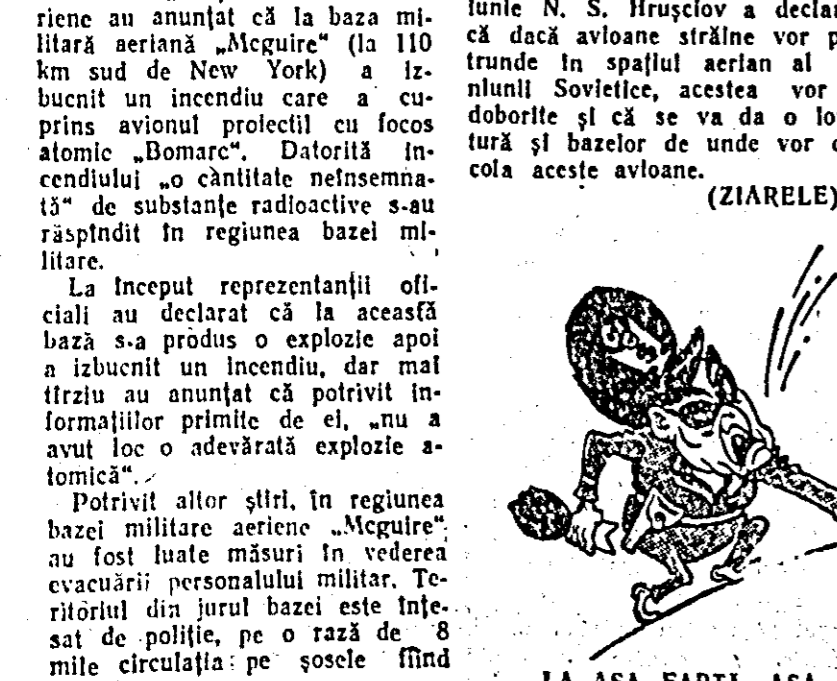 riene au anunțat că la baza mi-
litară aeriană „Mcguire“ (la 110
km sud de New York) a iz-
bucnit un incendiu care a cu-
prins avionul proiectil cu focos
atomic „Bomarc“. Datorită in-
cendiului „o cantitate neînsemna-
tă“ de substanțe radioactive s-au
răspîndit în regiunea bazei mi-
litare.
La început reprezentanții ofi-
ciali au declarat că la această
bază s-a produs o explozie apoi
a izbucnit un incendiu, dar mai
tîrziu au anunțat că potrivit in-
formațiilor primite de ei, „nu a
avut loc o adevărată explozie a-
tomică“.
Potrivit altor știri, în regiunea
bazei militare aeriene „Mcguire“
au fost luate măsuri în vederea
evacuării personalului militar. Te-
ritoriul din jurul bazei este înțe-
sat de poliție, pe o rază de 8
mile circulația pe șosele fiind
iunie N. S. Hrușciov a declar
că dacă avioane străine vor p
trunde în spațiul aerian al
niunii Sovietice, acestea vor
doborîte și că se va da o lo
tură și bazelor de unde vor
cola aceste avioane.
(ZIARELE)
LA AȘA FAPTĂ, AȘA